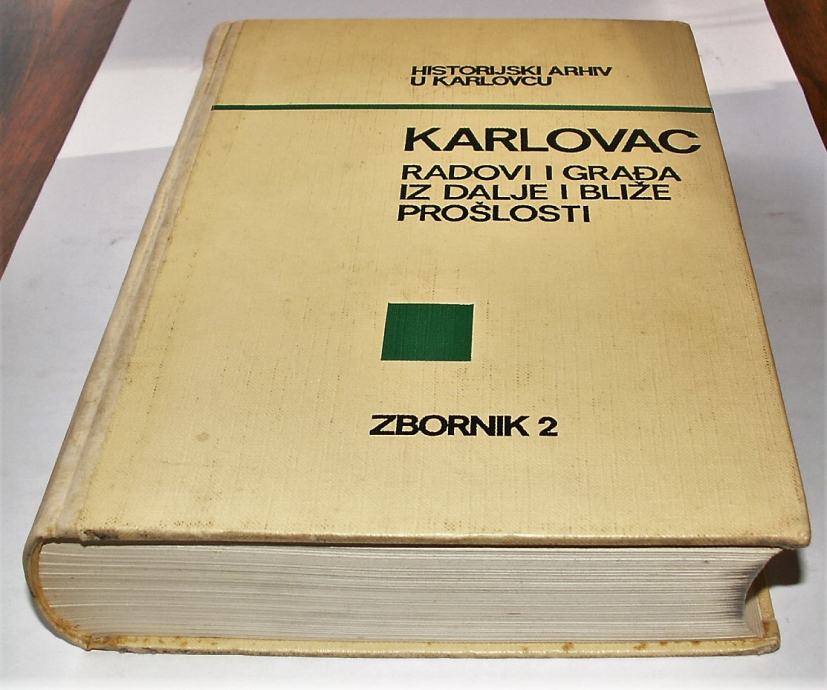 HISTORIJSKI ARHIV
U KARLOVCU
KARLOVAC
RADOVI I GRAĐA
IZ DALJE I BLIŽE
PROŠLOSTI
ZBORNIK 2